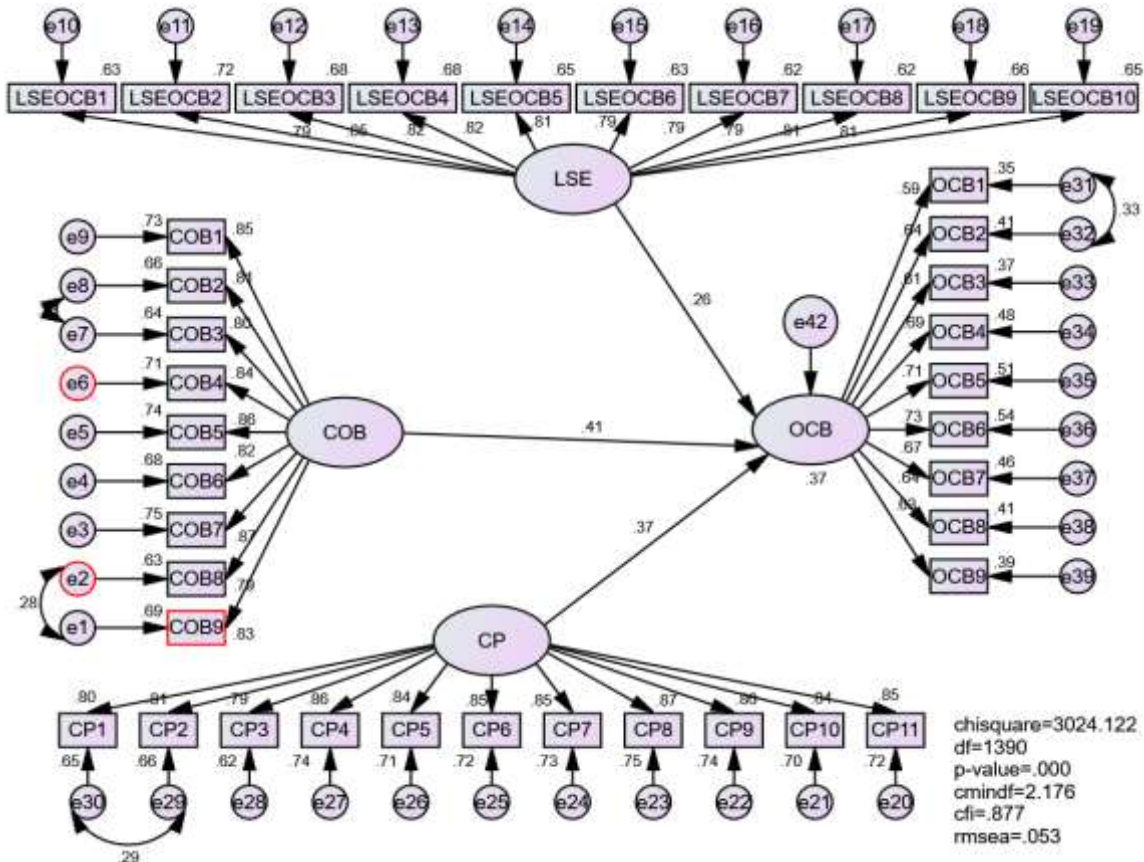 e10 e11 e12 e13 e14 e15 e16 e17 e18 e19
.63 .72 .68 .68 .65 .63 .62 .62 .66 .65
LSEOCB1 LSEOCB2 LSEOCB3 LSEOCB4 LSEOCB5 LSEOCB6 LSEOCB7 LSEOCB8 LSEOCB9 LSEOCB10
.79 .85 .82 .82 .81 .79 .79 .79 .81 .81
LSE
.26
e9 .73 COB1 .85
e8 .66 COB2 .81
e7 .64 COB3 .80
e6 .71 COB4 .84
e5 .74 COB5 .86
e4 .68 COB6 .82
e3 .75 COB7 .87
e2 .63 COB8 .79
e1 .69 COB9 .83
.28
COB
.41
e42
OCB
.37
.59 OCB1 .35 e31
.64 OCB2 .41 e32
.33
.61 OCB3 .37 e33
.69 OCB4 .48 e34
.71 OCB5 .51 e35
.73 OCB6 .54 e36
.67 OCB7 .46 e37
.64 OCB8 .41 e38
.63 OCB9 .39 e39
.37
CP
.80 .81 .79 .86 .84 .85 .85 .87 .86 .84 .85
CP1 CP2 CP3 CP4 CP5 CP6 CP7 CP8 CP9 CP10 CP11
.65 .66 .62 .74 .71 .72 .73 .75 .74 .70 .72
e30 e29 e28 e27 e26 e25 e24 e23 e22 e21 e20
.29
chisquare=3024.122
df=1390
p-value=.000
cmindf=2.176
cfi=.877
rmsea=.053